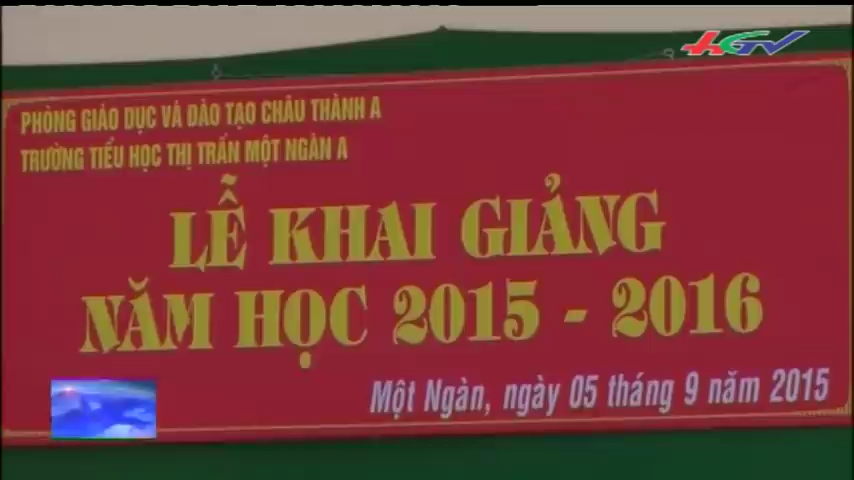 HGTV
PHÒNG GIÁO DỤC VÀ ĐÀO TẠO CHÂU THÀNH A
TRƯỜNG TIỂU HỌC THỊ TRẤN MỘT NGÀN A
LỄ KHAI GIẢNG
NĂM HỌC 2015 - 2016
Một Ngàn, ngày 05 tháng 9 năm 2015